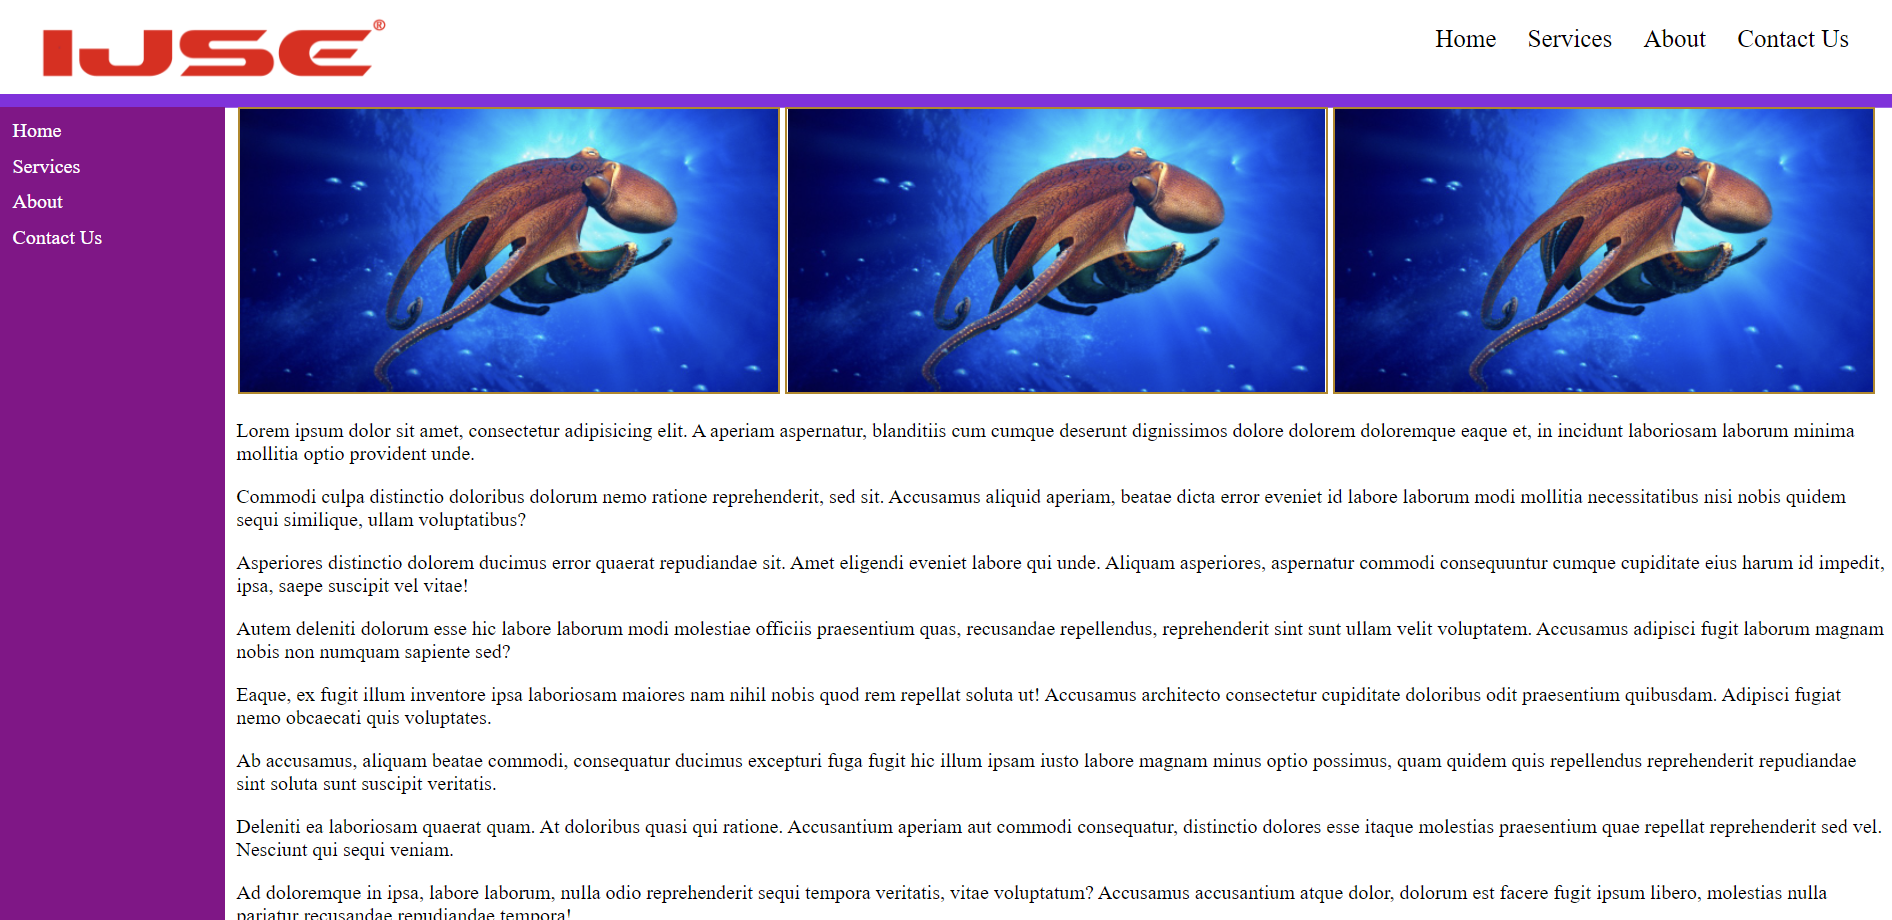 IJSE®
Home Services About Contact Us
Home
Services
About
Contact Us
Lorem ipsum dolor sit amet, consectetur adipisicing elit. A aperiam aspernatur, blanditiis cum cumque deserunt dignissimos dolore dolorem doloremque eaque et, in incidunt laboriosam laborum minima
mollitia optio provident unde.
Commodi culpa distinctio doloribus dolorum nemo ratione reprehenderit, sed sit. Accusamus aliquid aperiam, beatae dicta error eveniet id labore laborum modi mollitia necessitatibus nisi nobis quidem
sequi similique, ullam voluptatibus?
Asperiores distinctio dolorem ducimus error quaerat repudiandae sit. Amet eligendi eveniet labore qui unde. Aliquam asperiores, aspernatur commodi consequuntur cumque cupiditate eius harum id impedit,
ipsa, saepe suscipit vel vitae!
Autem deleniti dolorum esse hic labore laborum modi molestiae officiis praesentium quas, recusandae repellendus, reprehenderit sint sunt ullam velit voluptatem. Accusamus adipisci fugit laborum magnam
nobis non numquam sapiente sed?
Eaque, ex fugit illum inventore ipsa laboriosam maiores nam nihil nobis quod rem repellat soluta ut! Accusamus architecto consectetur cupiditate doloribus odit praesentium quibusdam. Adipisci fugiat
nemo obcaecati quis voluptates.
Ab accusamus, aliquam beatae commodi, consequatur ducimus excepturi fuga fugit hic illum ipsam iusto labore magnam minus optio possimus, quam quidem quis repellendus reprehenderit repudiandae
sint soluta sunt suscipit veritatis.
Deleniti ea laboriosam quaerat quam. At doloribus quasi qui ratione. Accusantium aperiam aut commodi consequatur, distinctio dolores esse itaque molestias praesentium quae repellat reprehenderit sed vel.
Nesciunt qui sequi veniam.
Ad doloremque in ipsa, labore laborum, nulla odio reprehenderit sequi tempora veritatis, vitae voluptatum? Accusamus accusantium atque dolor, dolorum est facere fugit ipsum libero, molestias nulla
pariatur recusandae repudiandae tempora!